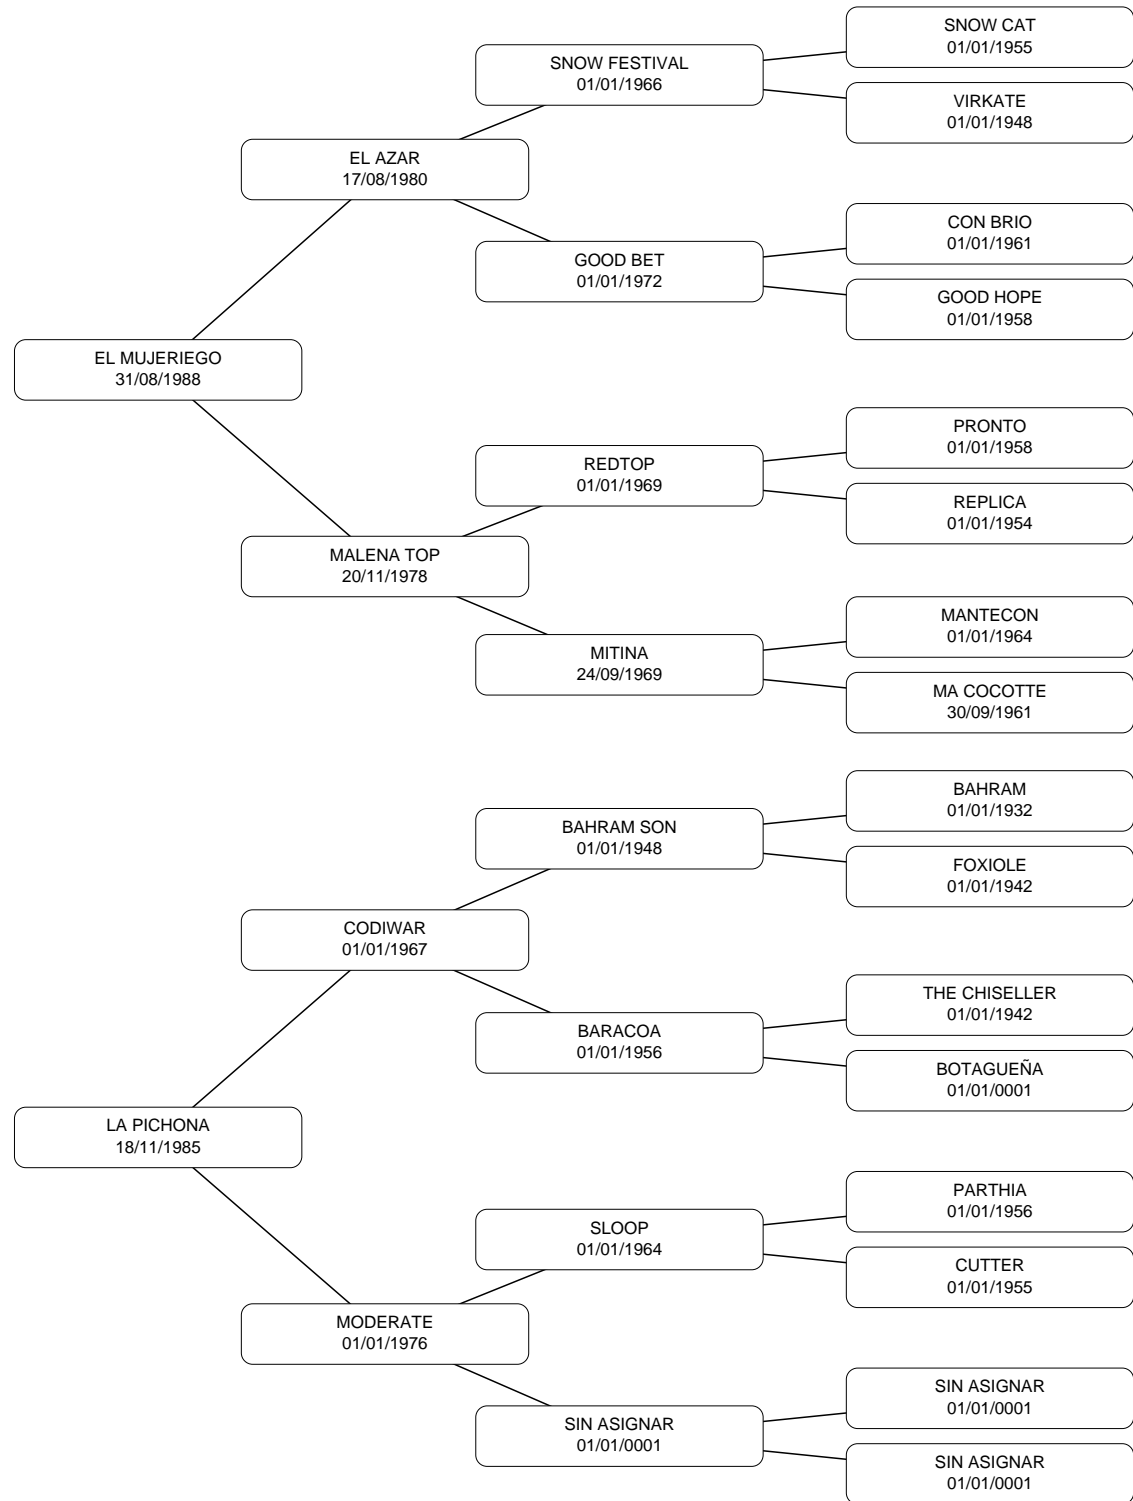 SNOW CAT
01/01/1955
SNOW FESTIVAL
01/01/1966
VIRKATE
01/01/1948
EL AZAR
17/08/1980
CON BRIO
01/01/1961
GOOD BET
01/01/1972
GOOD HOPE
01/01/1958
EL MUJERIEGO
31/08/1988
PRONTO
01/01/1958
REDTOP
01/01/1969
REPLICA
01/01/1954
MALENA TOP
20/11/1978
MANTECON
01/01/1964
MITINA
24/09/1969
MA COCOTTE
30/09/1961
BAHRAM
01/01/1932
BAHRAM SON
01/01/1948
FOXIOLE
01/01/1942
CODIWAR
01/01/1967
THE CHISELLER
01/01/1942
BARACOA
01/01/1956
BOTAGUEÑA
01/01/0001
LA PICHONA
18/11/1985
PARTHIA
01/01/1956
SLOOP
01/01/1964
CUTTER
01/01/1955
MODERATE
01/01/1976
SIN ASIGNAR
01/01/0001
SIN ASIGNAR
01/01/0001
SIN ASIGNAR
01/01/0001